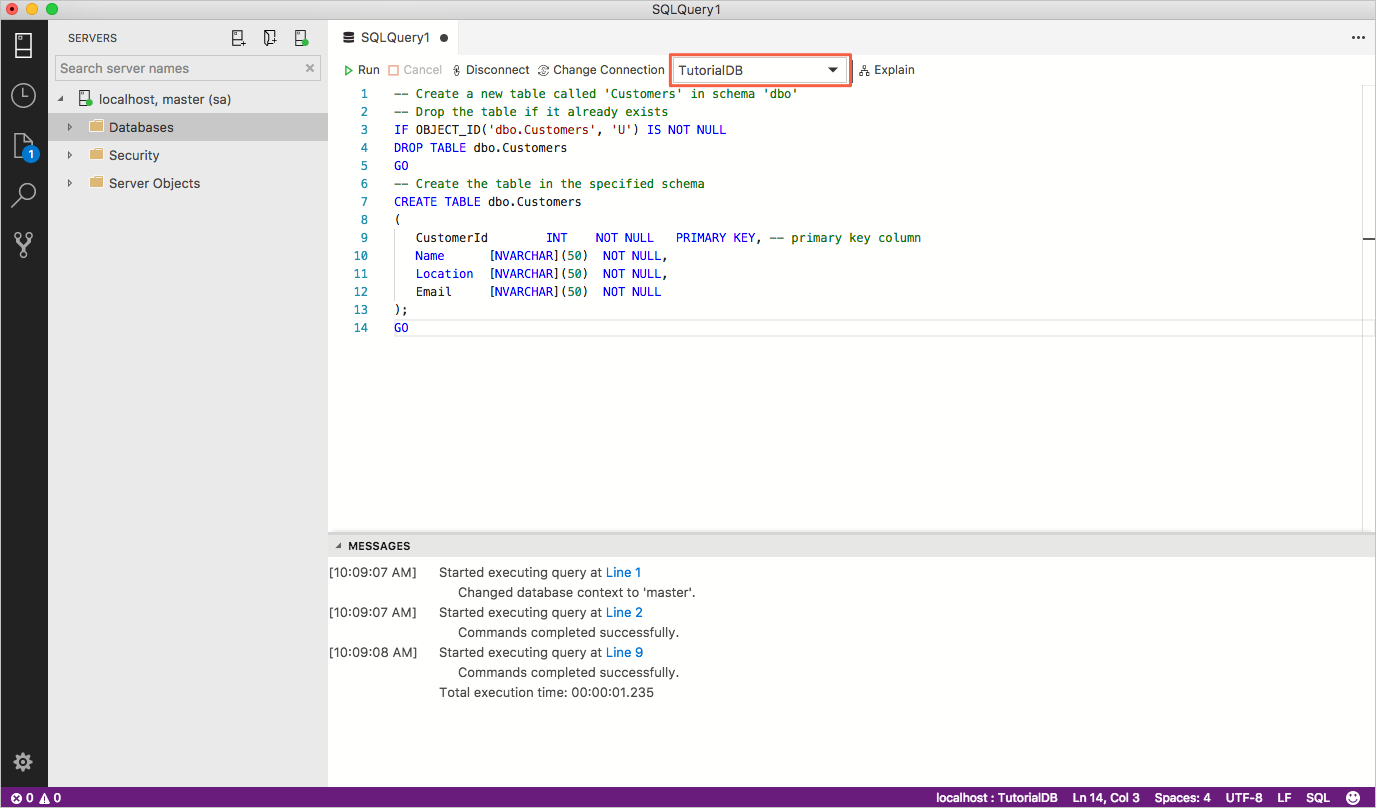 SQLQuery1
SERVERS
Search server names
localhost, master (sa)
Databases
Security
Server Objects
1
SQLQuery1
Run Cancel Disconnect Change Connection TutorialDB Explain
1 -- Create a new table called 'Customers' in schema 'dbo'
2 -- Drop the table if it already exists
3 IF OBJECT_ID('dbo.Customers', 'U') IS NOT NULL
4 DROP TABLE dbo.Customers
5 GO
6 -- Create the table in the specified schema
7 CREATE TABLE dbo.Customers
8 (
9 CustomerId INT NOT NULL PRIMARY KEY, -- primary key column
10 Name [NVARCHAR](50) NOT NULL,
11 Location [NVARCHAR](50) NOT NULL,
12 Email [NVARCHAR](50) NOT NULL
13 );
14 GO
MESSAGES
[10:09:07 AM] Started executing query at Line 1
Changed database context to 'master'.
[10:09:07 AM] Started executing query at Line 2
Commands completed successfully.
[10:09:08 AM] Started executing query at Line 9
Commands completed successfully.
Total execution time: 00:00:01.235
0 0 localhost : TutorialDB Ln 14, Col 3 Spaces: 4 UTF-8 LF SQL